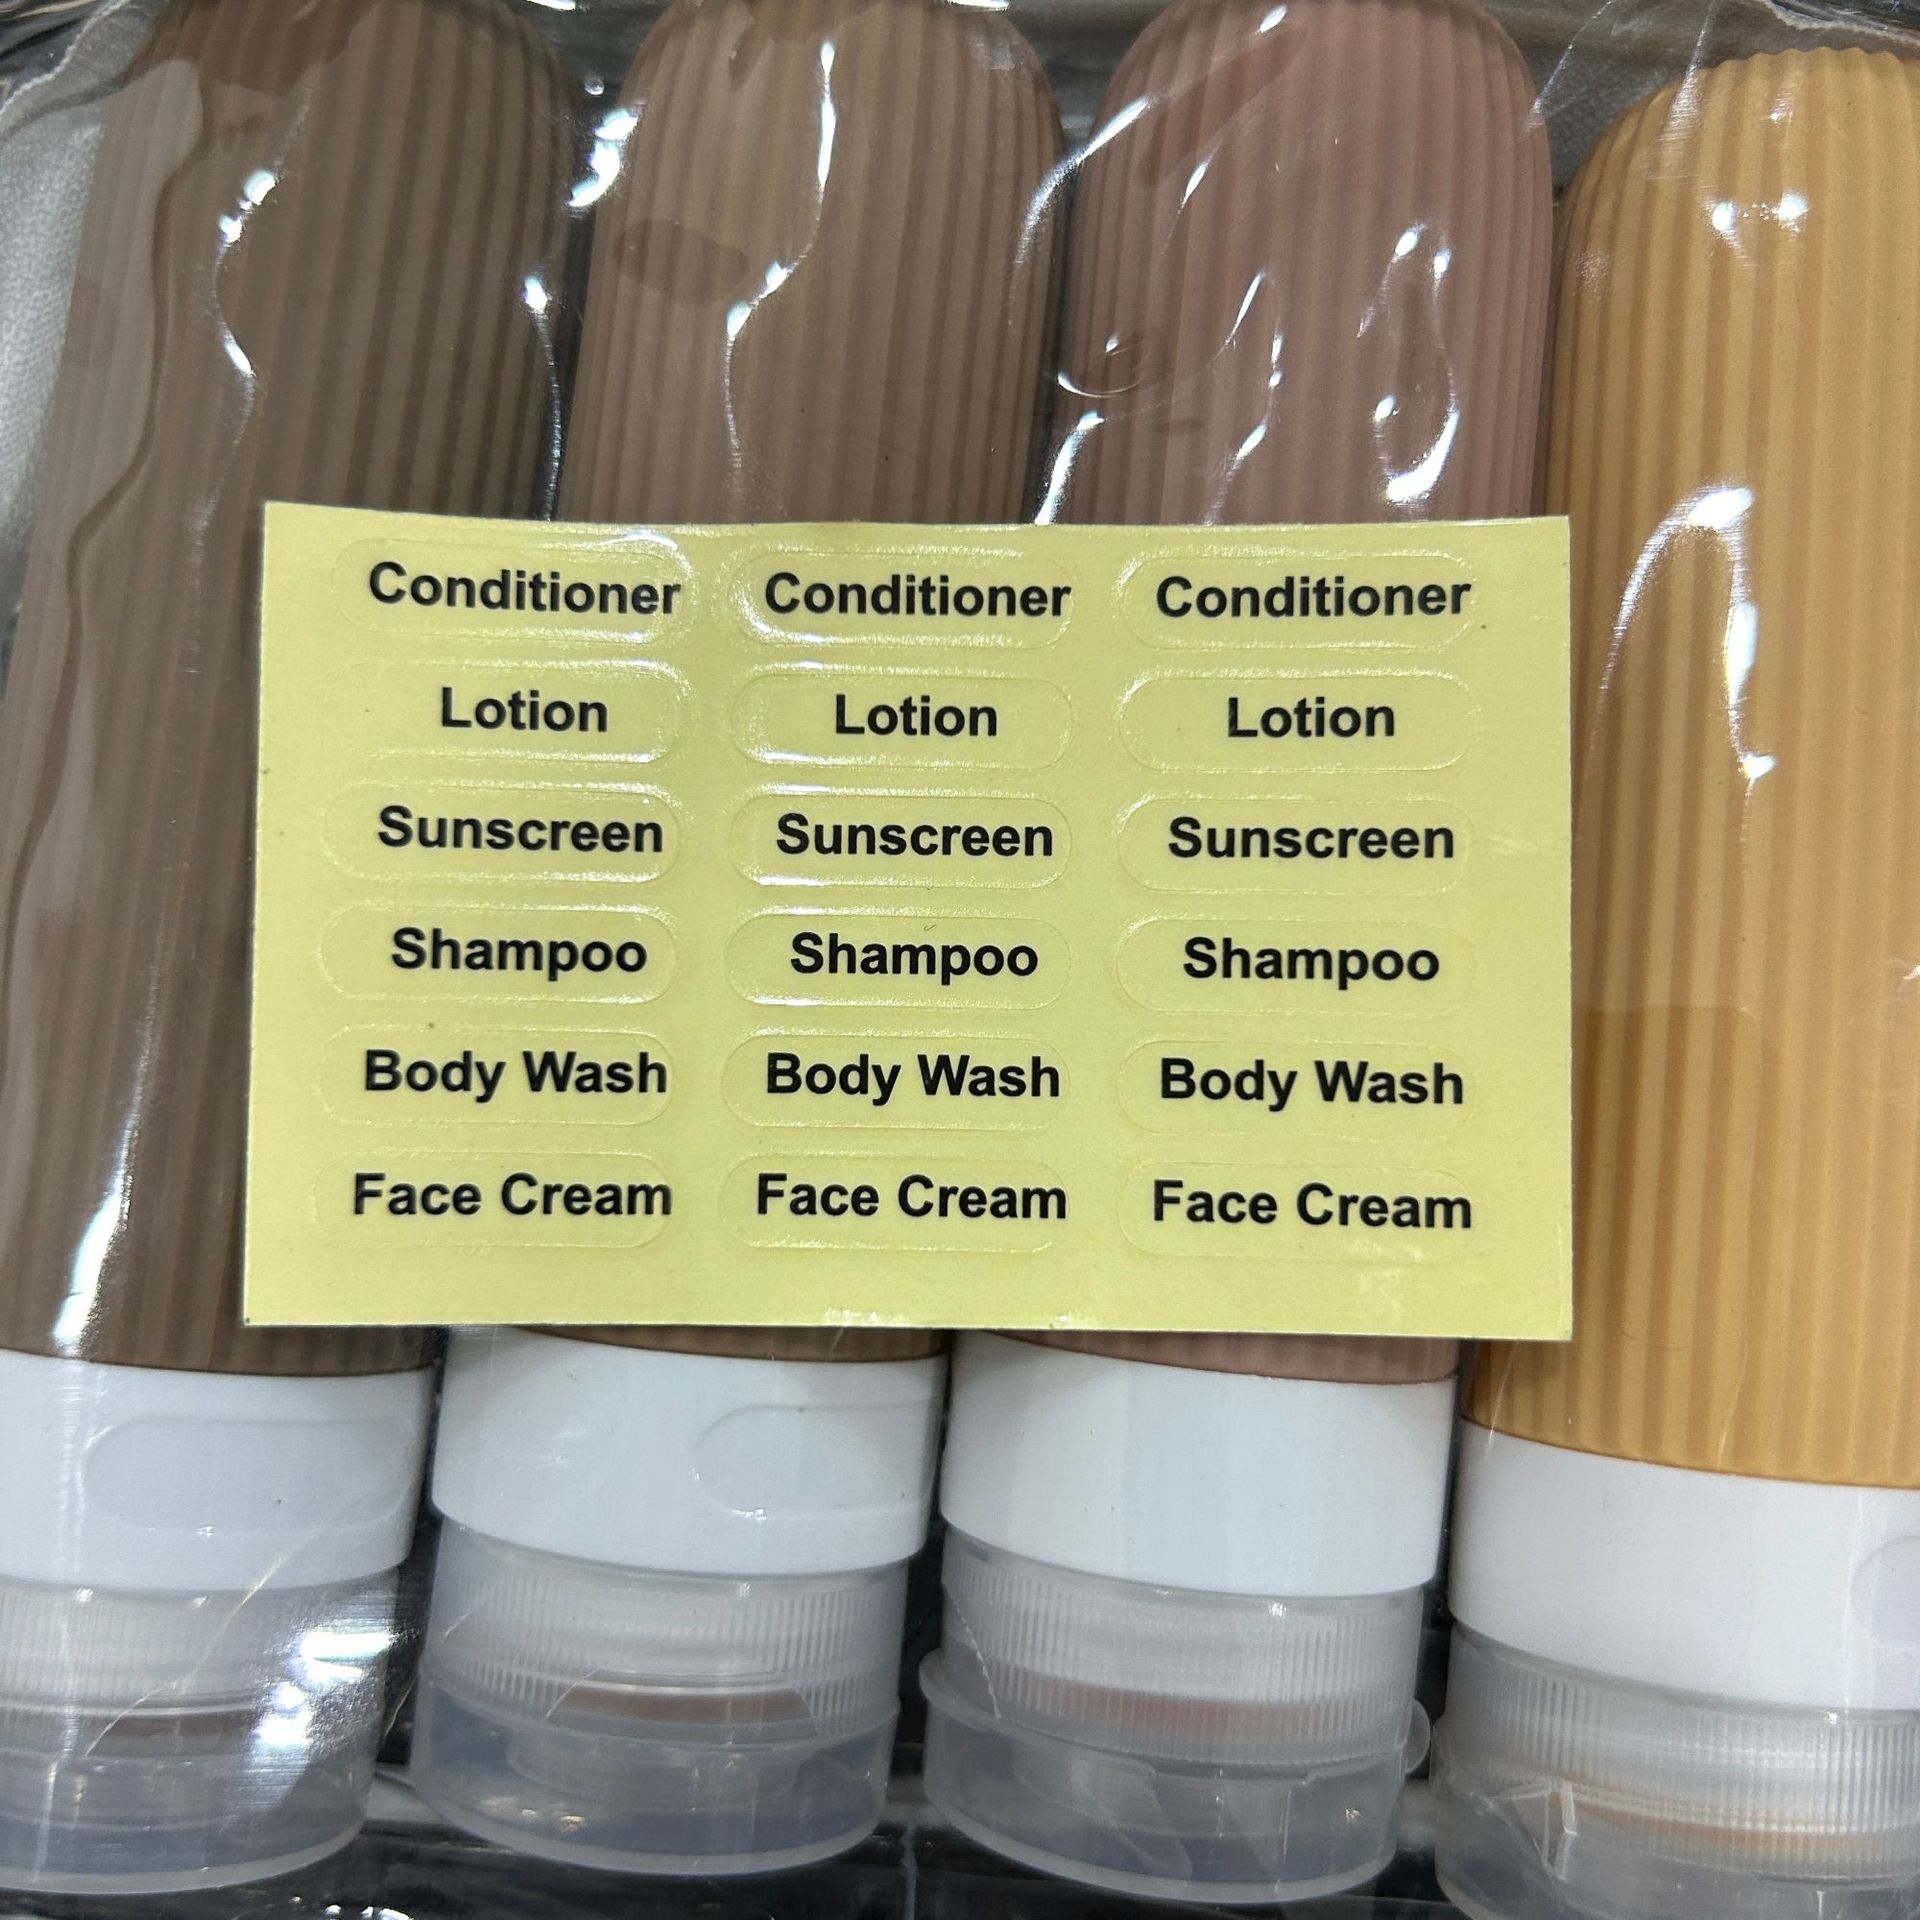 Conditioner Conditioner Conditioner
Lotion Lotion Lotion
Sunscreen Sunscreen Sunscreen
Shampoo Shampoo Shampoo
Body Wash Body Wash Body Wash
Face Cream Face Cream Face Cream